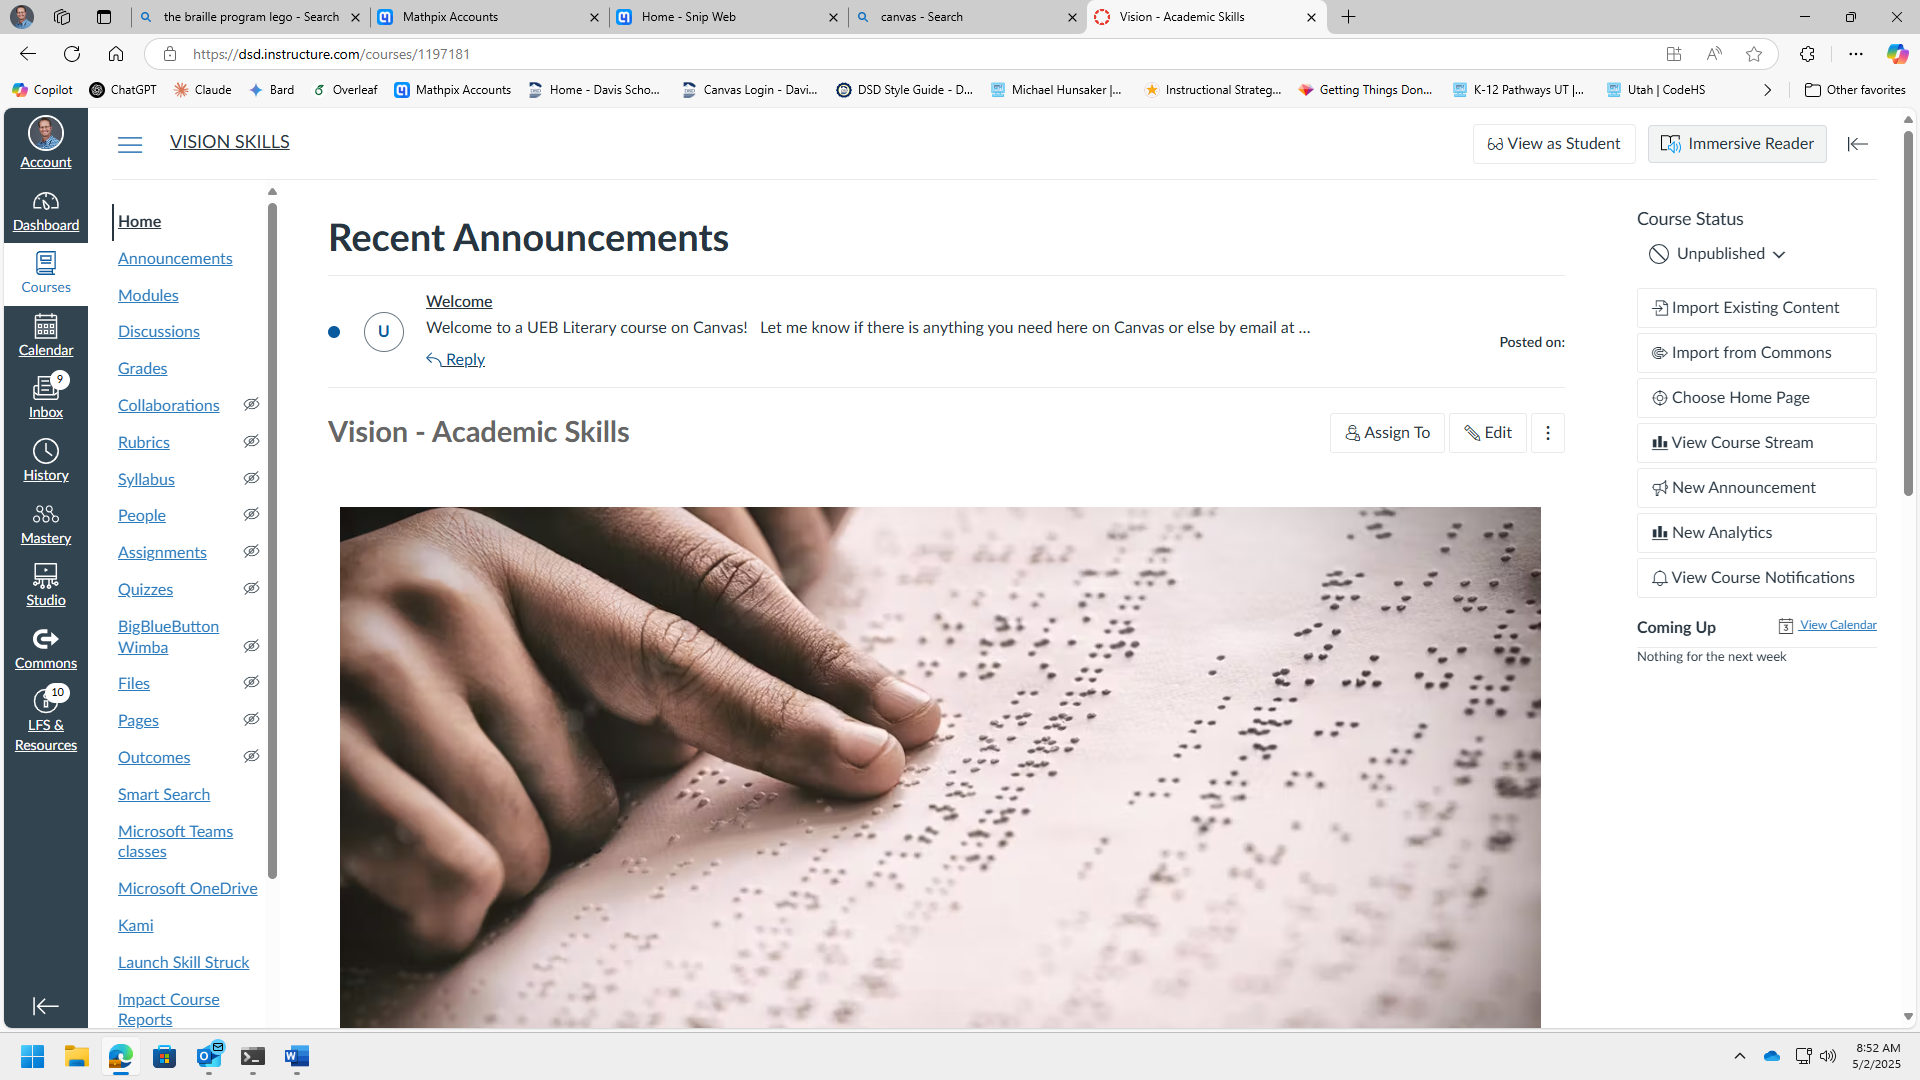 the braille program lego - Search
Mathpix Accounts
Home - Snip Web
canvas - Search
Vision - Academic Skills
https://dsd.instructure.com/courses/1197181
Copilot
ChatGPT
Claude
Bard
Overleaf
Mathpix Accounts
Home - Davis Scho...
Canvas Login - Davi...
DSD Style Guide - D...
Michael Hunsaker |...
Instructional Strateg...
Getting Things Don...
K-12 Pathways UT |...
Utah | CodeHS
Other favorites
Account
Dashboard
Courses
Calendar
9
Inbox
History
Mastery
Studio
Commons
10
LFS &
Resources
VISION SKILLS
View as Student
Immersive Reader
Home
Announcements
Modules
Discussions
Grades
Collaborations
Rubrics
Syllabus
People
Assignments
Quizzes
BigBlueButton
Wimba
Files
Pages
Outcomes
Smart Search
Microsoft Teams
classes
Microsoft OneDrive
Kami
Launch Skill Struck
Impact Course
Reports
Recent Announcements
U
Welcome
Welcome to a UEB Literary course on Canvas!   Let me know if there is anything you need here on Canvas or else by email at ...
Reply
Posted on:
Vision - Academic Skills
Assign To
Edit
Course Status
Unpublished
Import Existing Content
Import from Commons
Choose Home Page
View Course Stream
New Announcement
New Analytics
View Course Notifications
Coming Up
3
View Calendar
Nothing for the next week
8:52 AM
5/2/2025